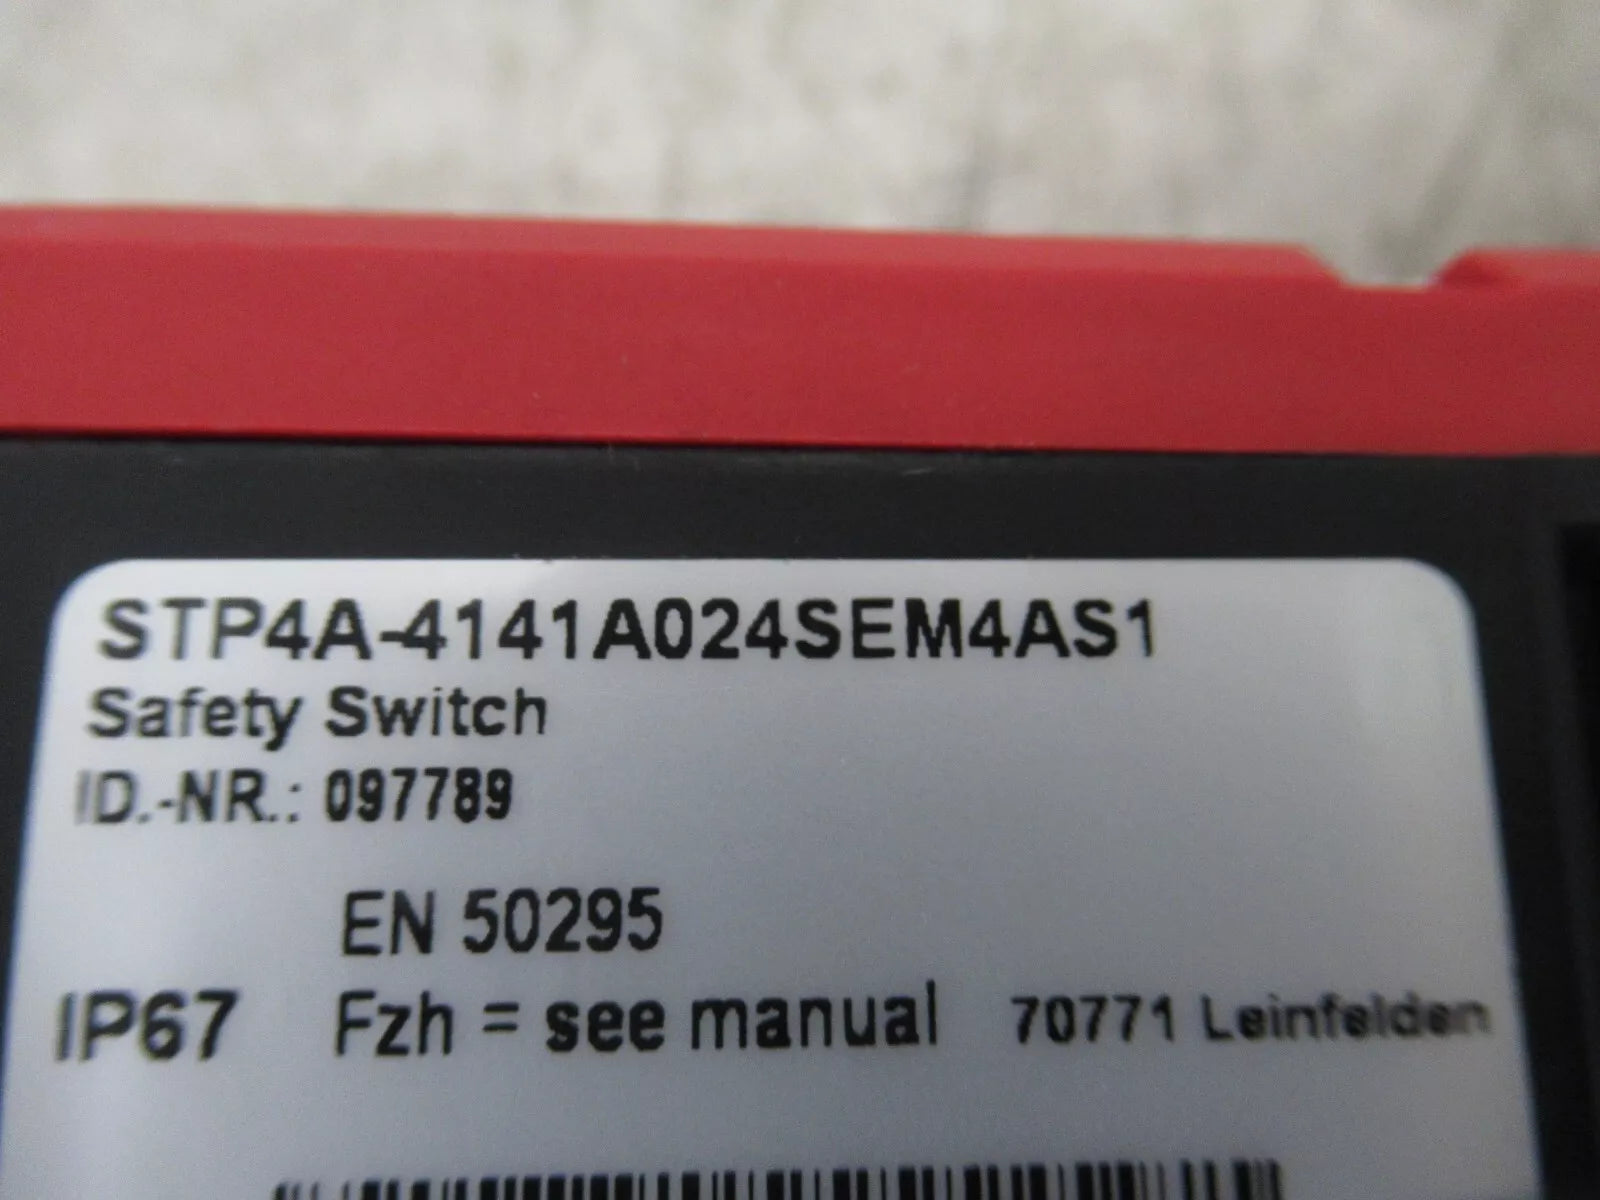 STP4A-4141A024SEM4AS1
Safety Switch
ID.-NR.: 097789
EN 50295
IP67 Fzh = see manual 70771 Leinfelden